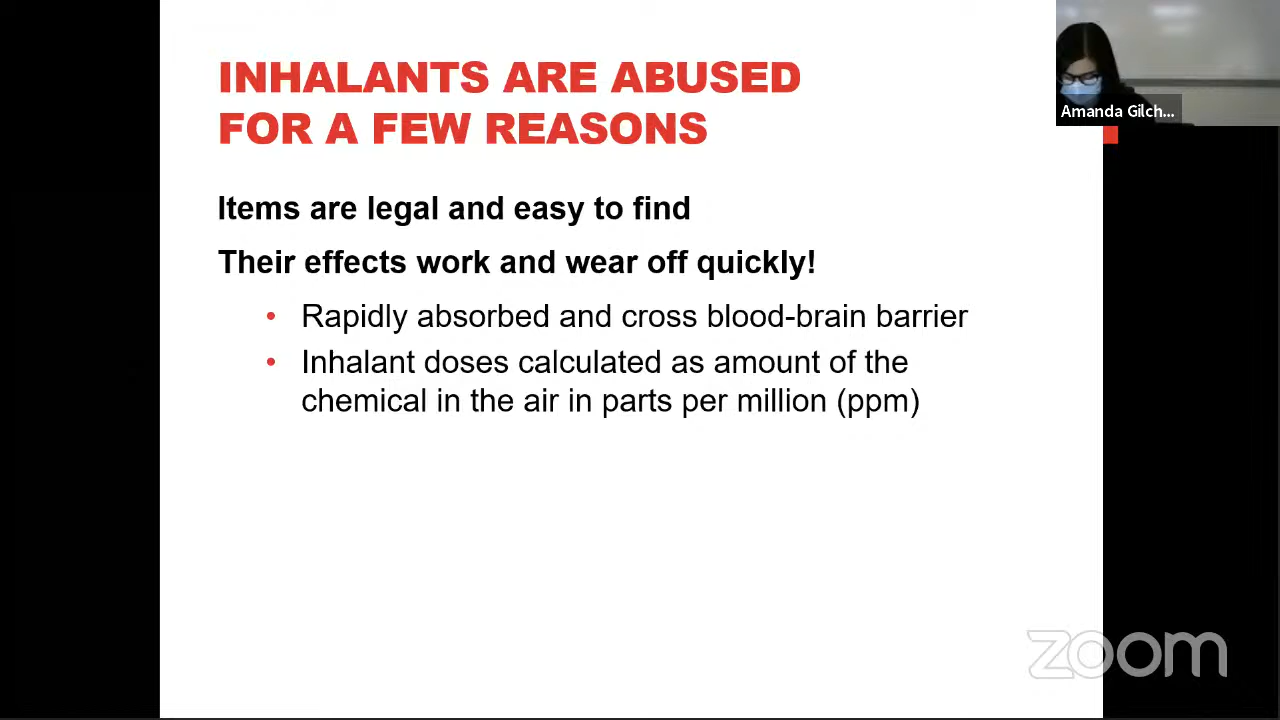 INHALANTS ARE ABUSED
FOR A FEW REASONS
Items are legal and easy to find
Their effects work and wear off quickly!
• Rapidly absorbed and cross blood-brain barrier
• Inhalant doses calculated as amount of the
chemical in the air in parts per million (ppm)
Amanda Gilch...
zoom